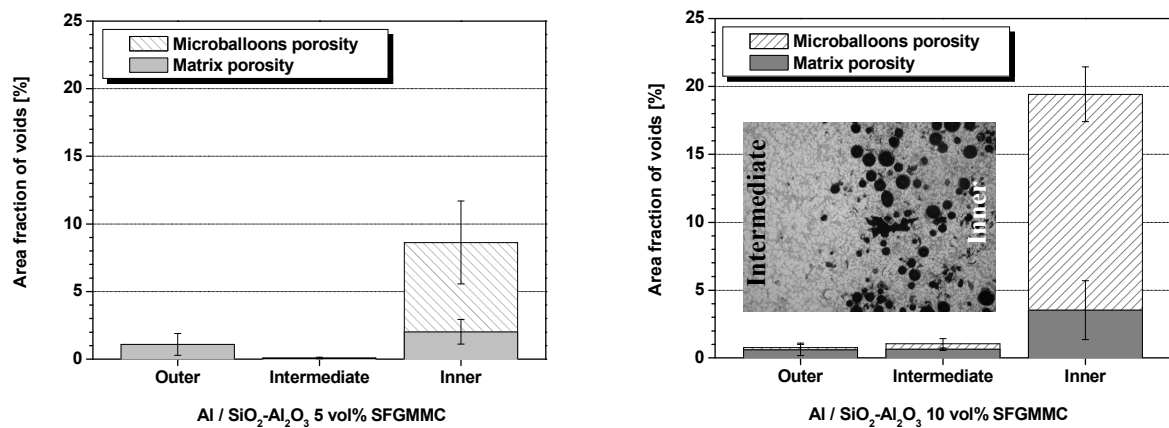 25
20
15
10
5
0
Area fraction of voids [%]
Microballoons porosity
Matrix porosity
Outer
Intermediate
Inner
Al / SiO₂-Al₂O₃ 5 vol% SFGMMC
25
20
15
10
5
0
Area fraction of voids [%]
Microballoons porosity
Matrix porosity
Intermediate
Inner
Outer
Intermediate
Inner
Al / SiO₂-Al₂O₃ 10 vol% SFGMMC